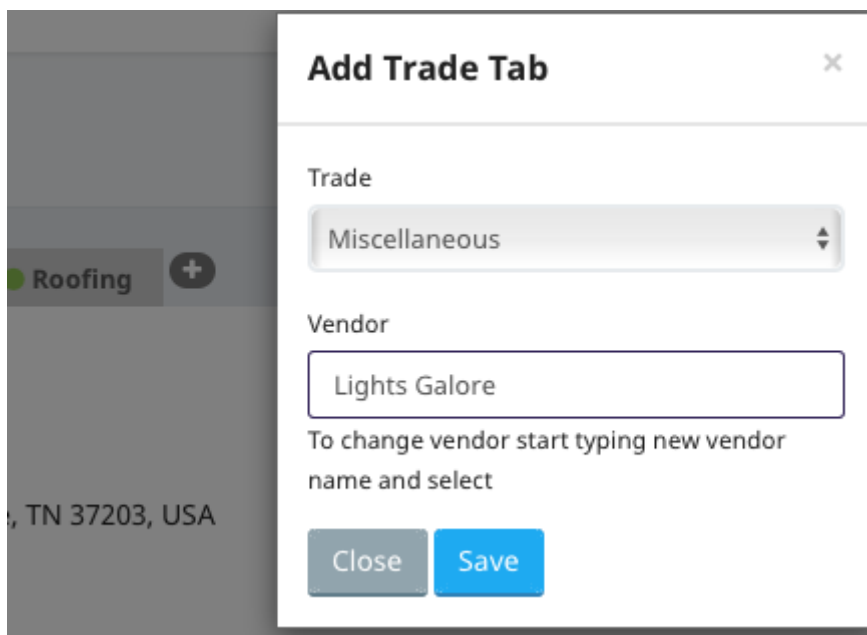 Add Trade Tab
×
Trade
Miscellaneous
Roofing
Vendor
Lights Galore
To change vendor start typing new vendor
name and select
, TN 37203, USA
Close
Save